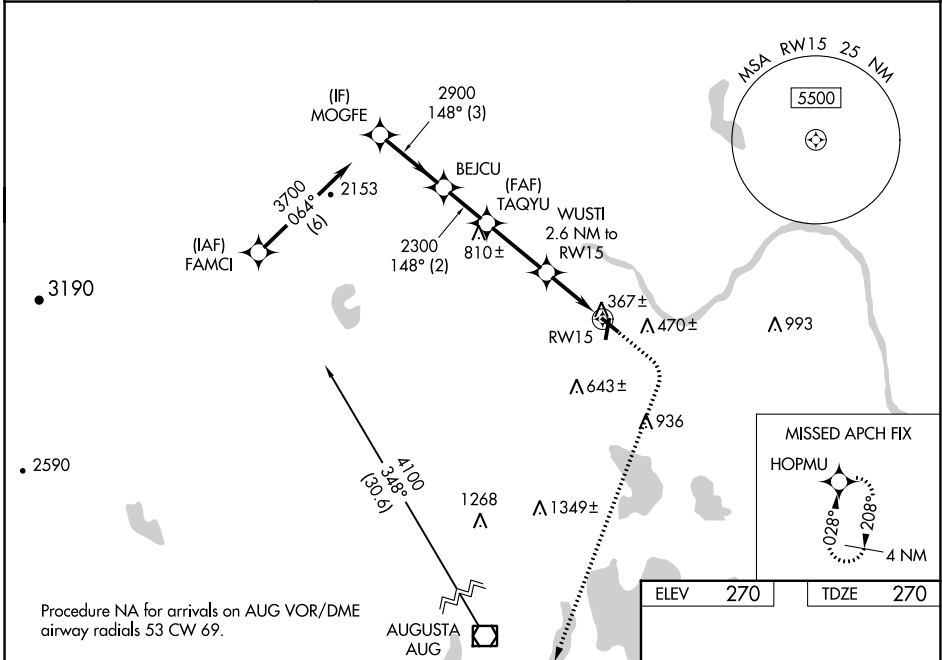 MSA RW15 25 NM
5500
(IF)
MOGFE
2900
148° (3)
BEJCU
(FAF)
TAQYU
3700
064°
(6)
2153
(IAF)
FAMCI
2300
148° (2)
810±
WUSTI
2.6 NM to
RW15
3190
367±
RW15
470±
993
643±
936
2590
4100
348°
(30.6)
1268
1349±
MISSED APCH FIX
HOPMU
028°
208°
4 NM
Procedure NA for arrivals on AUG VOR/DME
airway radials 53 CW 69.
AUGUSTA
AUG
ELEV 270
TDZE 270